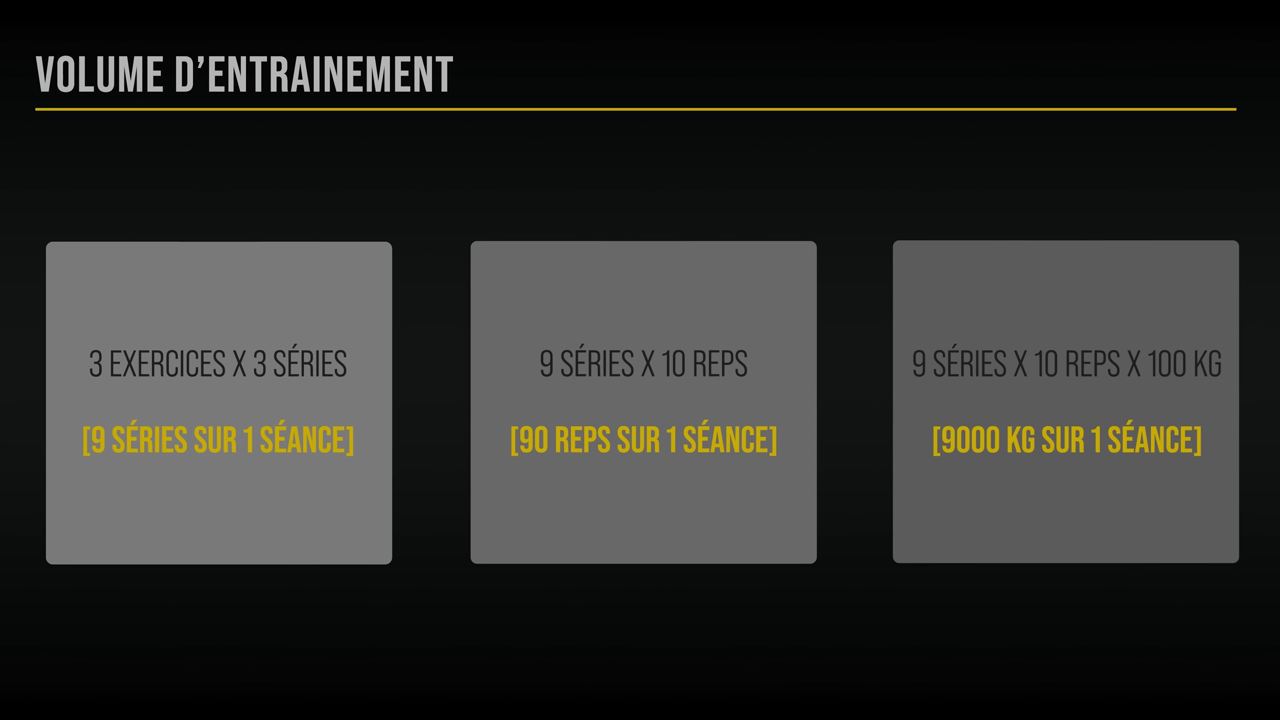 VOLUME D’ENTRAINEMENT
3 EXERCICES X 3 SÉRIES
[9 SÉRIES SUR 1 SÉANCE]
9 SÉRIES X 10 REPS
[90 REPS SUR 1 SÉANCE]
9 SÉRIES X 10 REPS X 100 KG
[9000 KG SUR 1 SÉANCE]